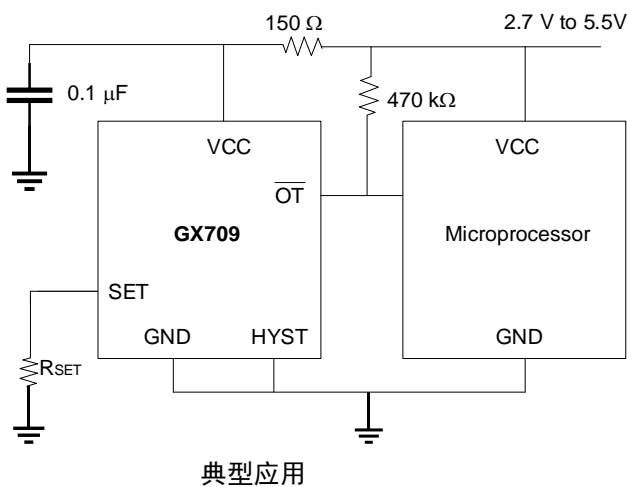 150 Ω
2.7 V to 5.5V
0.1 μF
470 kΩ
VCC
VCC
OT
GX709
Microprocessor
SET
GND
HYST
GND
RSET
典型应用